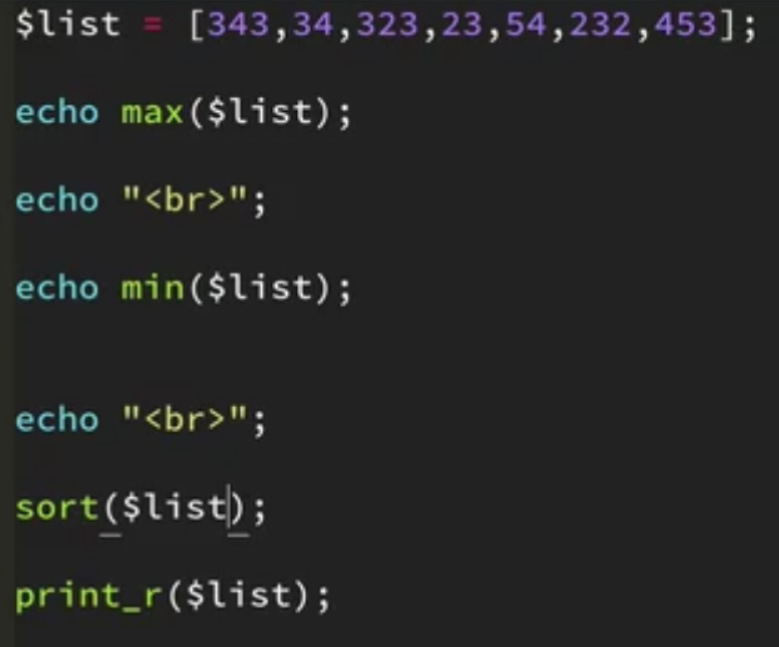 $list = [343,34,323,23,54,232,453];
echo max($list);
echo "<br>";
echo min($list);
echo "<br>";
sort($list);
print_r($list);